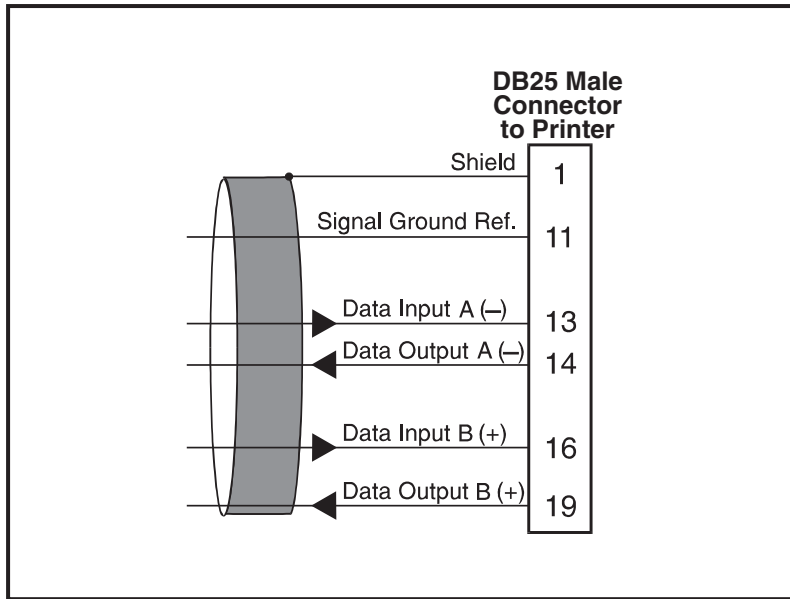 DB25 Male
Connector
to Printer
Shield 1
Signal Ground Ref. 11
Data Input A (–) 13
Data Output A (–) 14
Data Input B (+) 16
Data Output B (+) 19